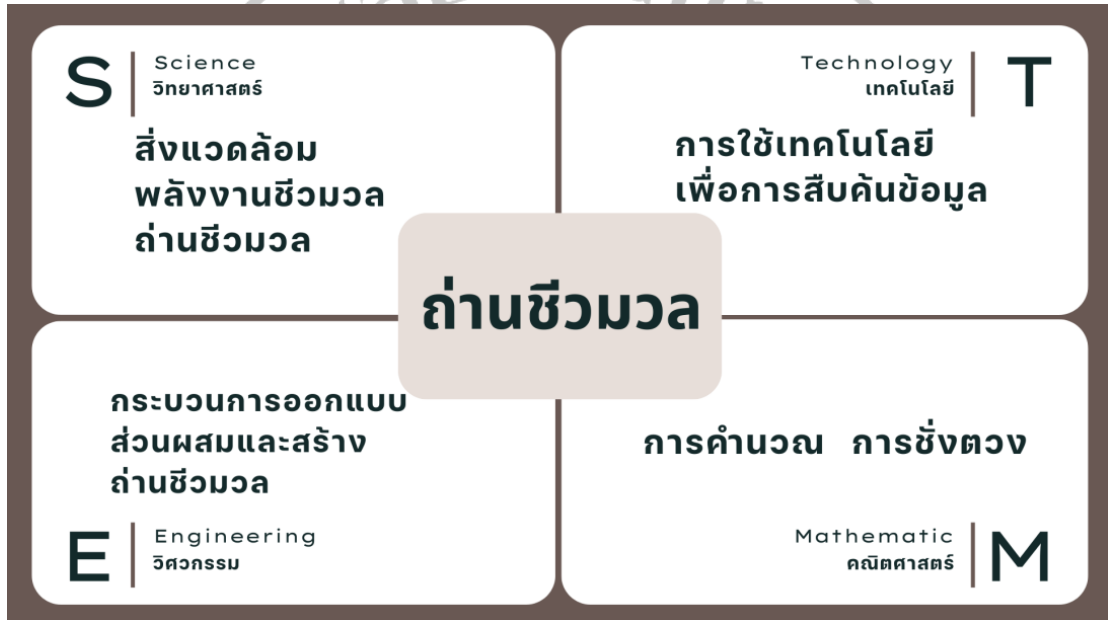 S
Science
วิทยาศาสตร์
สิ่งแวดล้อม
พลังงานชีวมวล
ถ่านชีวมวล
Technology
เทคโนโลยี
T
การใช้เทคโนโลยี
เพื่อการสืบค้นข้อมูล
ถ่านชีวมวล
กระบวนการออกแบบ
ส่วนผสมและสร้าง
ถ่านชีวมวล
E
Engineering
วิศวกรรม
การคำนวณ การชั่งตวง
Mathematic
คณิตศาสตร์
M